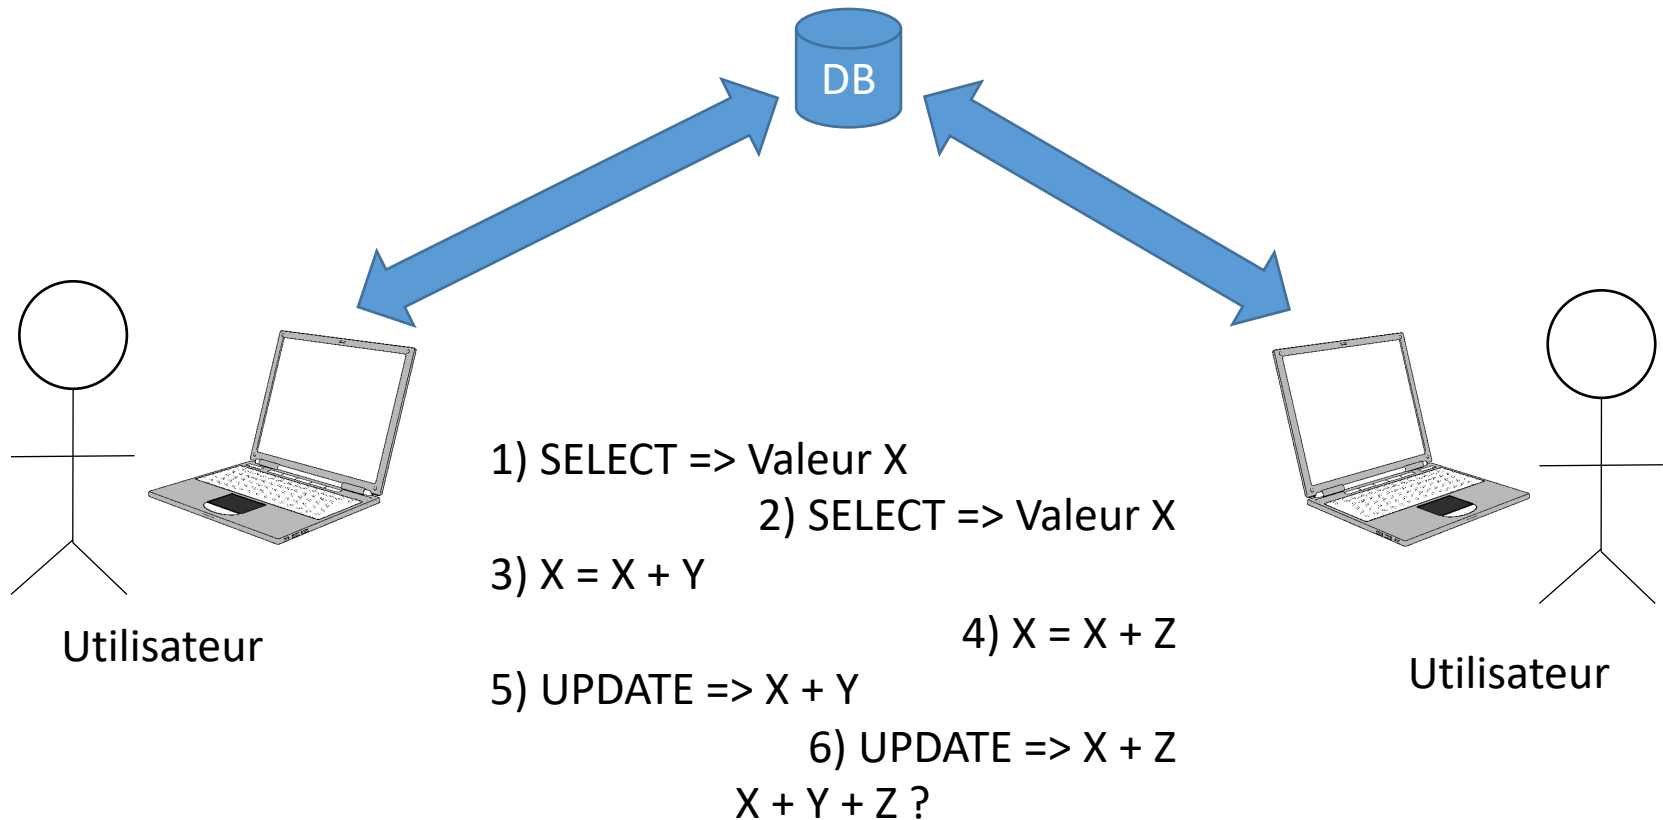 DB
1) SELECT => Valeur X
2) SELECT => Valeur X
3) X = X + Y
4) X = X + Z
Utilisateur
Utilisateur
5) UPDATE => X + Y
6) UPDATE => X + Z
X + Y + Z ?